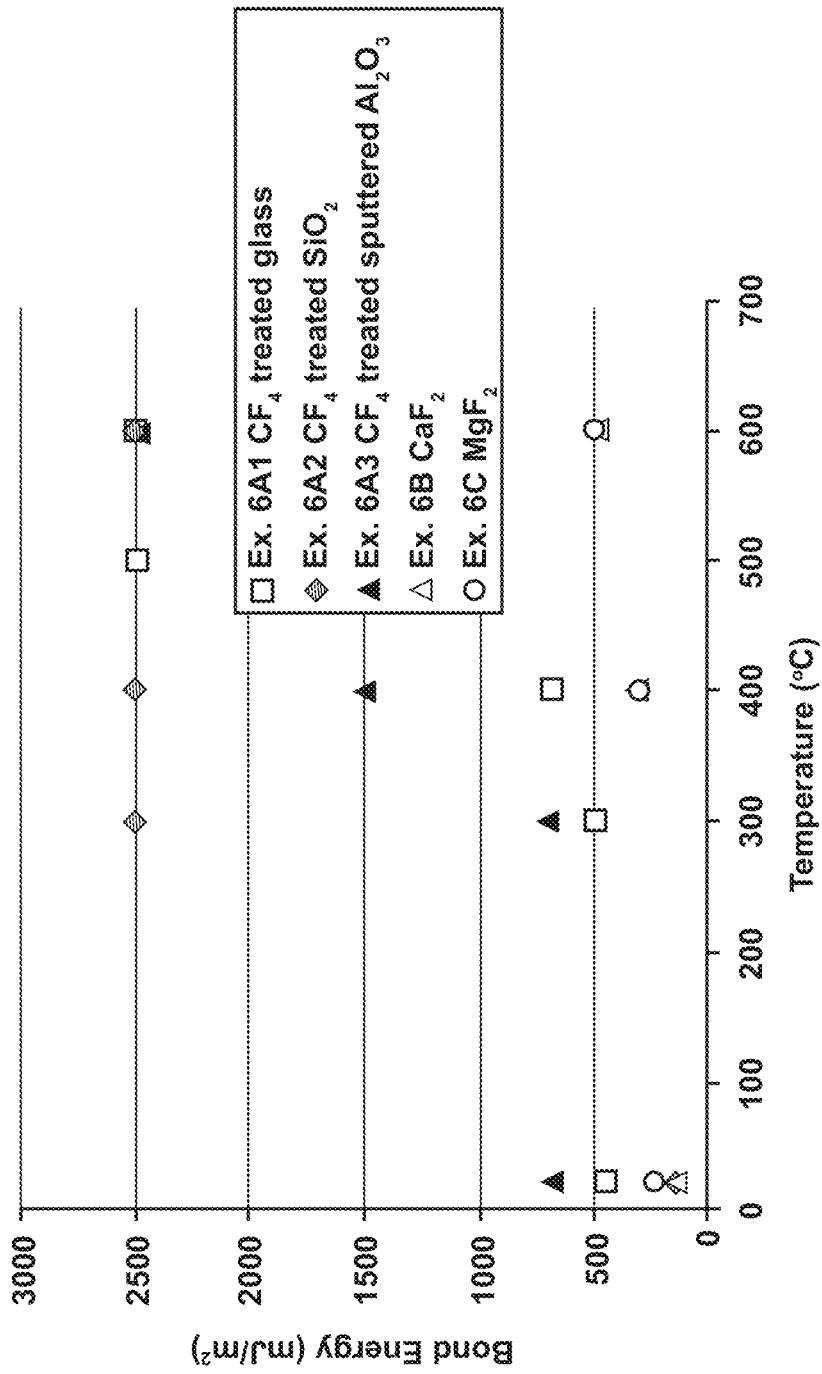 3000
2500
2000
1500
1000
500
0
Bond Energy (mJ/m²)
0
100
200
300
400
500
600
700
Temperature (°C)
Ex. 6A1 CF₄ treated glass
Ex. 6A2 CF₄ treated SiO₂
Ex. 6A3 CF₄ treated sputtered Al₂O₃
Ex. 6B CaF₂
Ex. 6C MgF₂